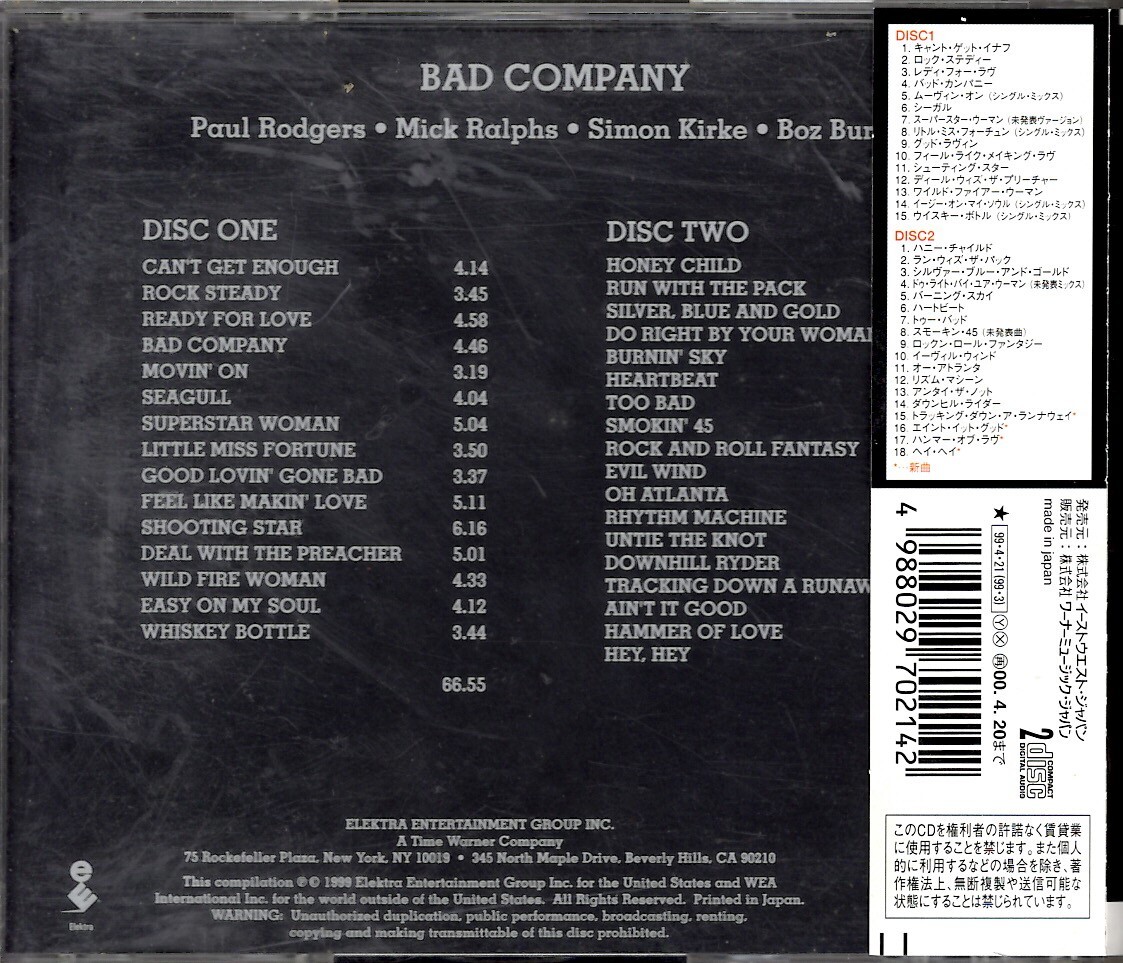 BAD COMPANY
Paul Rodgers • Mick Ralphs • Simon Kirke • Boz Bur
DISC ONE
CAN'T GET ENOUGH 4.14
ROCK STEADY 3.45
READY FOR LOVE 4.58
BAD COMPANY 4.46
MOVIN' ON 3.19
SEAGULL 4.04
SUPERSTAR WOMAN 5.04
LITTLE MISS FORTUNE 3.50
GOOD LOVIN' GONE BAD 3.37
FEEL LIKE MAKIN' LOVE 5.11
SHOOTING STAR 6.16
DEAL WITH THE PREACHER 5.01
WILD FIRE WOMAN 4.33
EASY ON MY SOUL 4.12
WHISKEY BOTTLE 3.44
66.55
DISC TWO
HONEY CHILD
RUN WITH THE PACK
SILVER, BLUE AND GOLD
DO RIGHT BY YOUR WOMAN
BURNIN' SKY
HEARTBEAT
TOO BAD
SMOKIN' 45
ROCK AND ROLL FANTASY
EVIL WIND
OH ATLANTA
RHYTHM MACHINE
UNTIE THE KNOT
DOWNHILL RYDER
TRACKING DOWN A RUNAW
AIN'T IT GOOD
HAMMER OF LOVE
HEY, HEY
ELEKTRA ENTERTAINMENT GROUP INC.
A Time Warner Company
75 Rockefeller Plaza, New York, NY 10019 • 345 North Maple Drive, Beverly Hills, CA 90210
This compilation ℗© 1999 Elektra Entertainment Group Inc. for the United States and WEA
International Inc. for the world outside of the United States. All Rights Reserved. Printed in Japan.
WARNING: Unauthorized duplication, public performance, broadcasting, renting,
copying and making transmittable of this disc prohibited.
Elektra
DISC1
1. キャント・ゲット・イナフ
2. ロック・ステディー
3. レディ・フォー・ラヴ
4. バッド・カンパニー
5. ムーヴィン・オン (シングル・ミックス)
6. シーガル
7. スーパースター・ウーマン (未発表ヴァージョン)
8. リトル・ミス・フォーチュン (シングル・ミックス)
9. グッド・ラヴィン
10. フィール・ライク・メイキング・ラヴ
11. シューティング・スター
12. ディール・ウィズ・ザ・プリーチャー
13. ワイルド・ファイアー・ウーマン
14. イージー・オン・マイ・ソウル (シングル・ミックス)
15. ウイスキー・ボトル (シングル・ミックス)
DISC2
1. ハニー・チャイルド
2. ラン・ウィズ・ザ・パック
3. シルヴァー・ブルー・アンド・ゴールド
4. ドゥ・ライト・バイ・ユア・ウーマン (未発表ミックス)
5. バーニング・スカイ
6. ハートビート
7. トゥー・バッド
8. スモーキン・45 (未発表曲)
9. ロックン・ロール・ファンタジー
10. イーヴィル・ウィンド
11. オー・アトランタ
12. リズム・マシーン
13. アンタイ・ザ・ノット
14. ダウンヒル・ライダー
15. トラッキング・ダウン・ア・ランナウェイ*
16. エイント・イット・グッド*
17. ハンマー・オブ・ラヴ*
18. ヘイ・ヘイ*
*…新曲
発売元：株式会社 イーストウエスト・ジャパン
販売元：株式会社 ワーナーミュージック・ジャパン
made in japan
★ 99・4・21 (99・3) Ⓨ Ⓧ ㊞00. 4. 20まで
4 988029 702142
2 COMPACT disc DIGITAL AUDIO
このCDを権利者の許諾なく賃貸業
に使用することを禁じます。また個人
的に利用するなどの場合を除き、著
作権法上、無断複製や送信可能な
状態にすることは禁じられています。